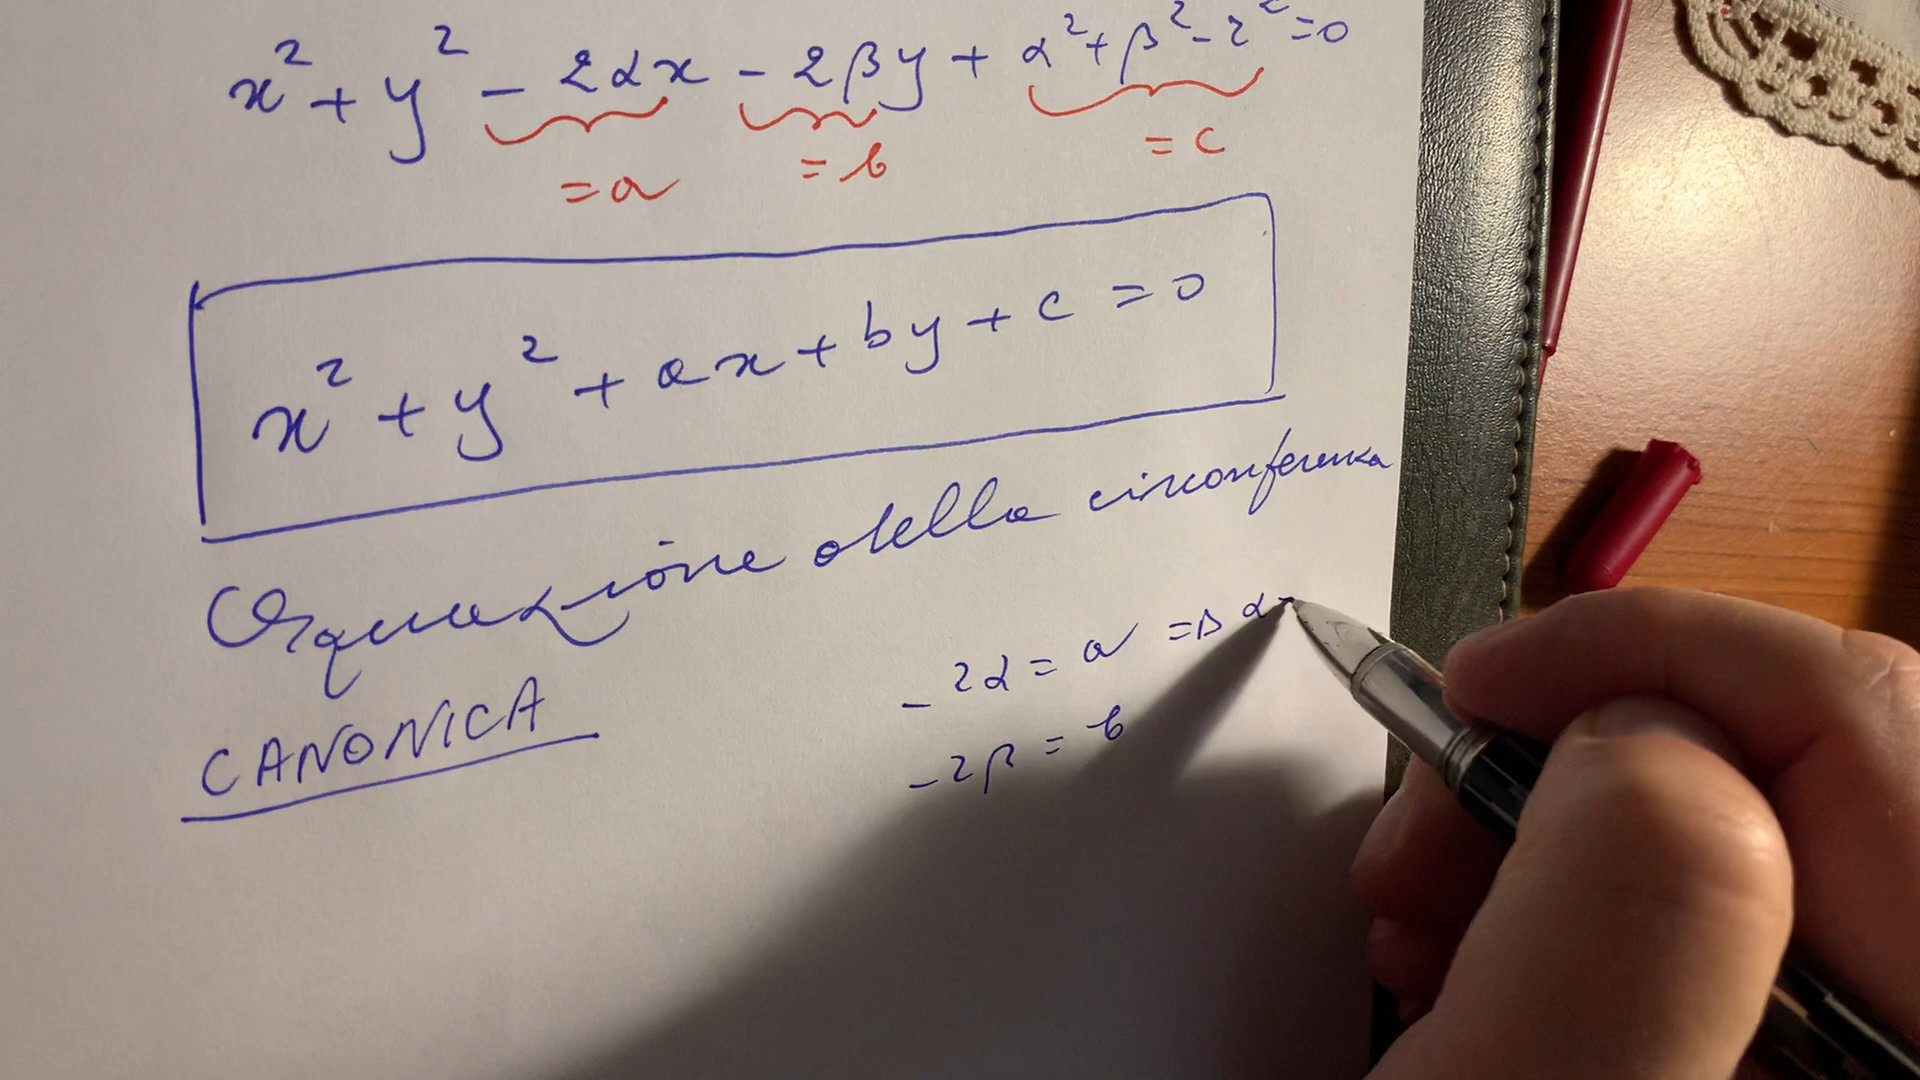 x² + y² - 2αx - 2βy + α² + β² - r² = 0
= a = b = c
x² + y² + ax + by + c = 0
Equazione della circonferenza
CANONICA
- 2α = a => α =
- 2β = b